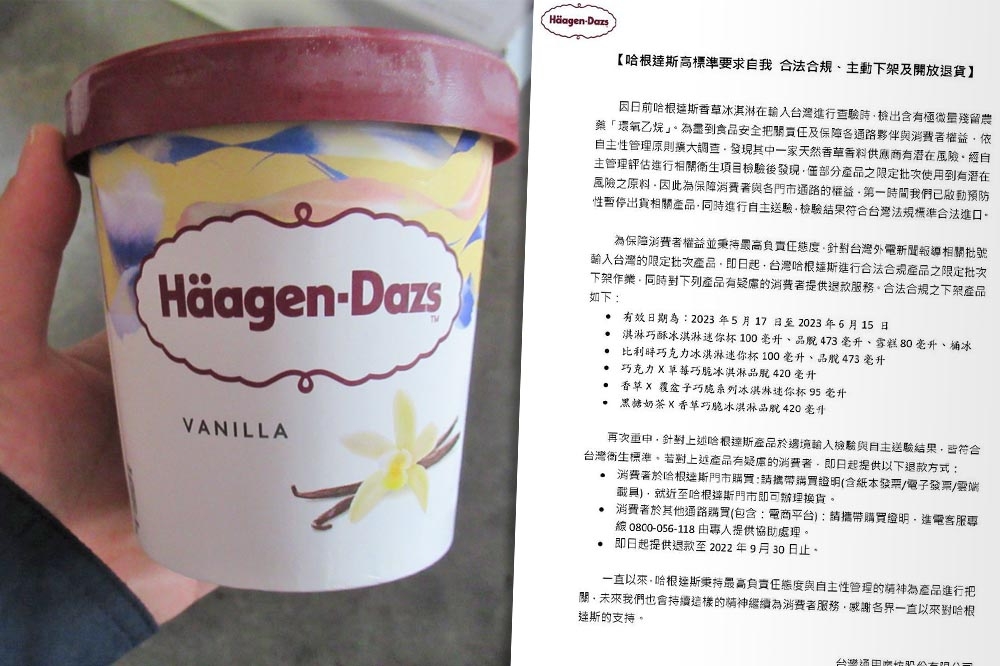 Häagen-Dazs
TM
VANILLA
Häagen-Dazs
【哈根達斯高標準要求自我 合法合規、主動下架及開放退貨】
因日前哈根達斯香草冰淇淋在輸入台灣進行查驗時，檢出含有極微量殘留農
藥「環氧乙烷」。為盡到食品安全把關責任及保障各通路夥伴與消費者權益，依
自主性管理原則擴大調查，發現其中一家天然香草香料供應商有潛在風險。經自
主管理評估進行相關衛生項目檢驗後發現，僅部分產品之限定批次使用到有潛在
風險之原料，因此為保障消費者與各門市通路的權益，第一時間我們已啟動預防
性暫停出貨相關產品，同時進行自主送驗，檢驗結果符合台灣法規標準合法進口。
為保障消費者權益並秉持最高負責任態度，針對台灣外電新聞報導相關批號
輸入台灣的限定批次產品，即日起，台灣哈根達斯進行合法合規產品之限定批次
下架作業，同時對下列產品有疑慮的消費者提供退款服務。合法合規之下架產品
如下：
• 有效日期為：2023 年 5 月 17 日至 2023 年 6 月 15 日
• 淇淋巧酥冰淇淋迷你杯 100 毫升、品脫 473 毫升、雪糕 80 毫升、桶冰
• 比利時巧克力冰淇淋迷你杯 100 毫升、品脫 473 毫升
• 巧克力 X 草莓巧脆冰淇淋品脫 420 毫升
• 香草 X 覆盆子巧脆系列冰淇淋迷你杯 95 毫升
• 黑糖奶茶 X 香草巧脆冰淇淋品脫 420 毫升
再次重申，針對上述哈根達斯產品於邊境輸入檢驗與自主送驗結果，皆符合
台灣衛生標準。若對上述產品有疑慮的消費者，即日起提供以下退款方式：
• 消費者於哈根達斯門市購買：請攜帶購買證明(含紙本發票/電子發票/雲端
載具)，就近至哈根達斯門市即可辦理換貨。
• 消費者於其他通路購買(包含：電商平台)：請攜帶購買證明，進電客服專
線 0800-056-118 由專人提供協助處理。
• 即日起提供退款至 2022 年 9 月 30 日止。
一直以來，哈根達斯秉持最高負責任態度與自主性管理的精神為產品進行把
關，未來我們也會持續這樣的精神繼續為消費者服務，感謝各界一直以來對哈根
達斯的支持。
台灣通用磨坊股份有限公司